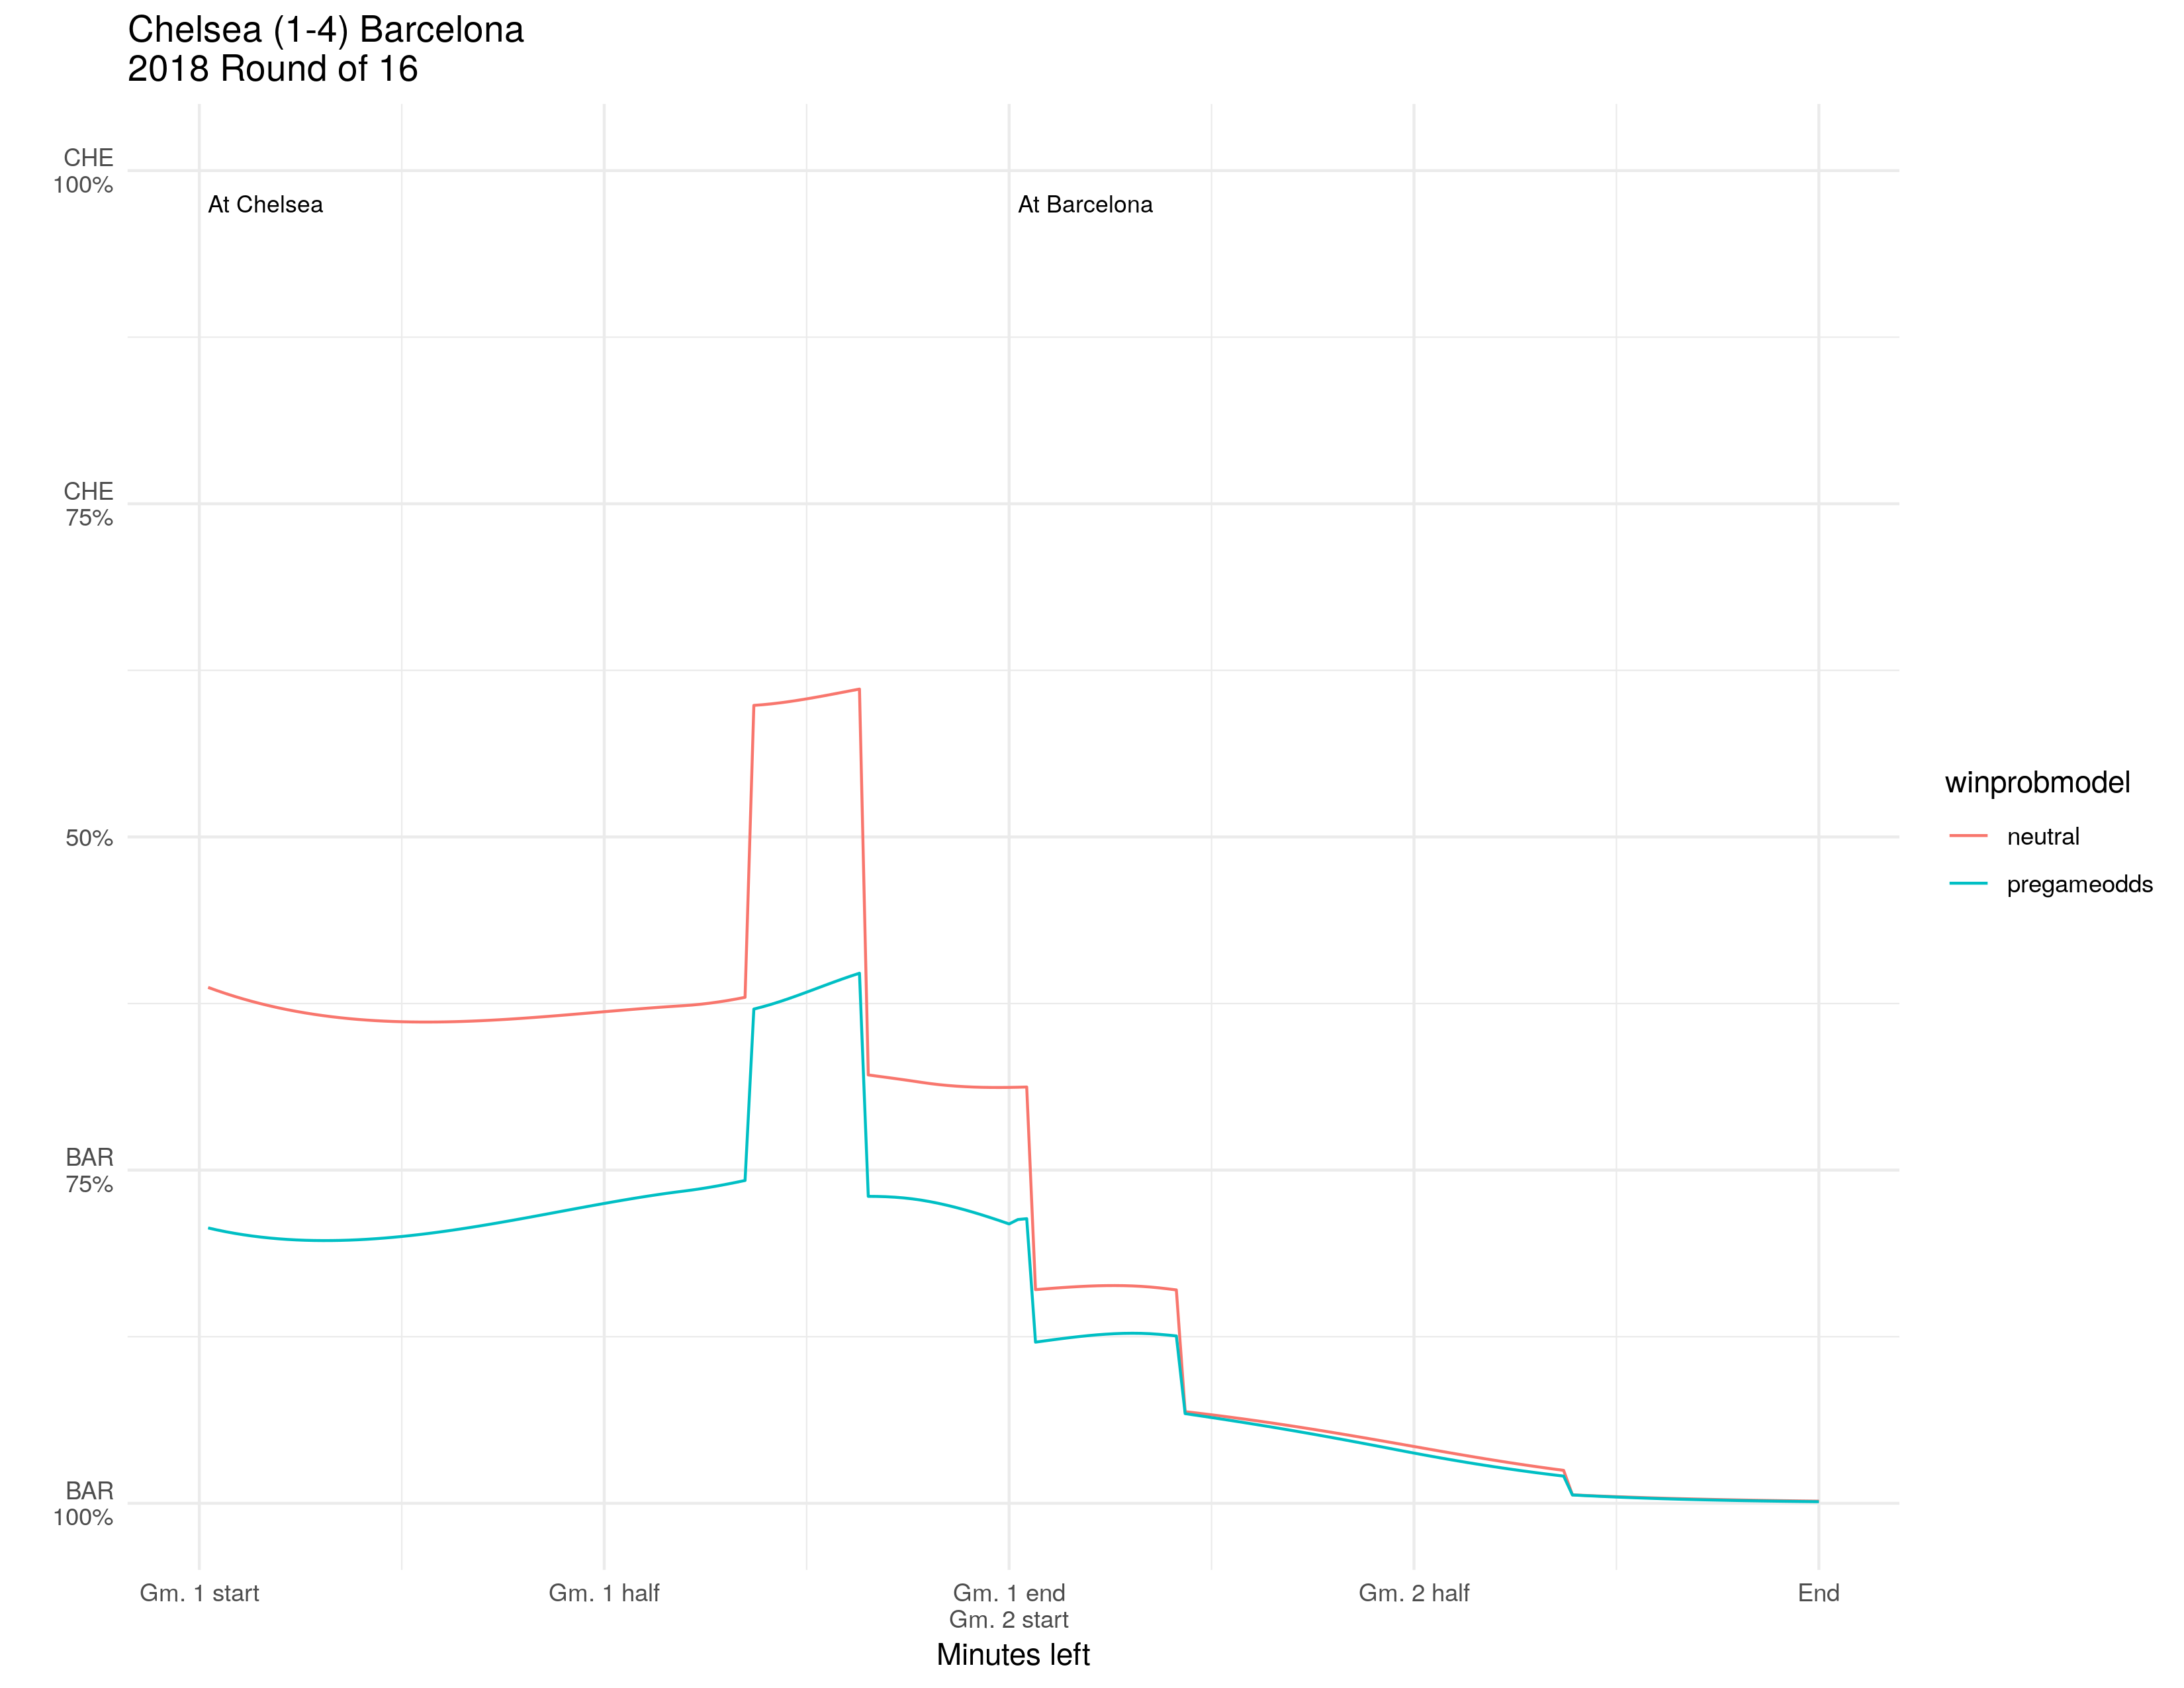 Chelsea (1-4) Barcelona
2018 Round of 16
CHE
100%
At Chelsea
At Barcelona
CHE
75%
50%
BAR
75%
BAR
100%
winprobmodel
neutral
pregameodds
Gm. 1 start
Gm. 1 half
Gm. 1 end
Gm. 2 start
Gm. 2 half
End
Minutes left